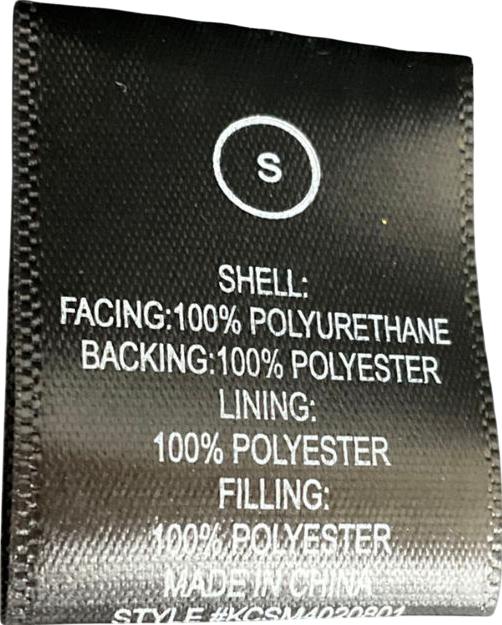 S
SHELL:
FACING:100% POLYURETHANE
BACKING:100% POLYESTER
LINING:
100% POLYESTER
FILLING:
100% POLYESTER
MADE IN CHINA
STYLE